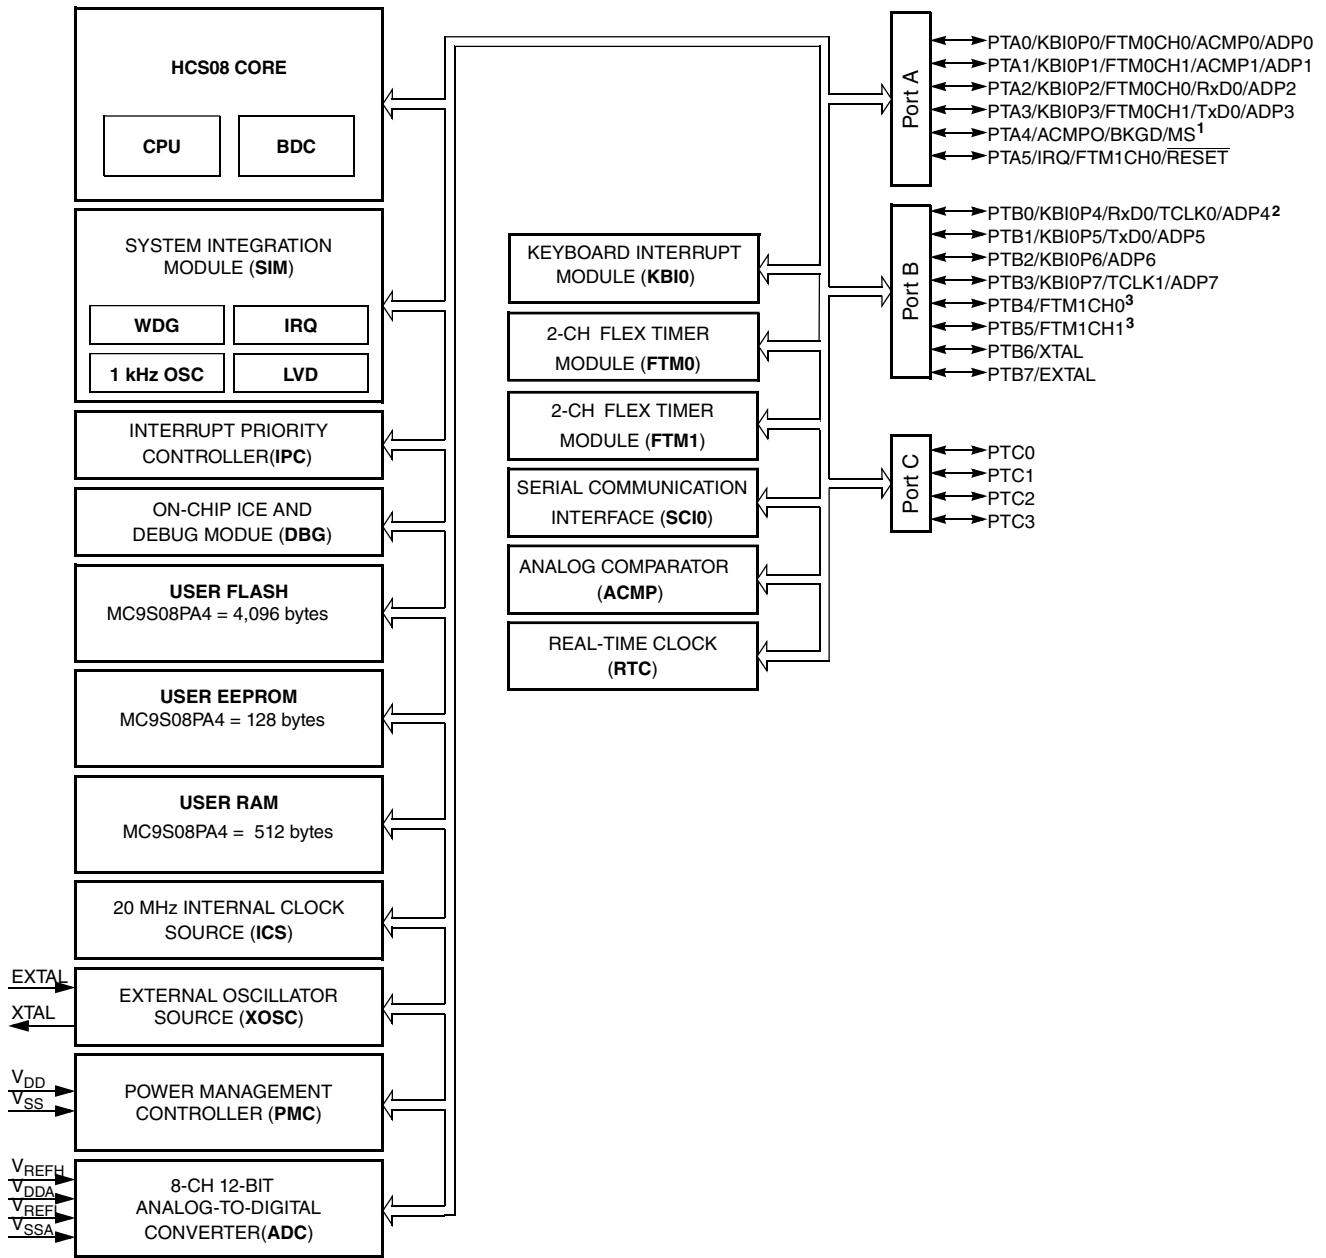 HCS08 CORE
CPU
BDC
SYSTEM INTEGRATION
MODULE (SIM)
WDG
IRQ
1 kHz OSC
LVD
INTERRUPT PRIORITY
CONTROLLER(IPC)
ON-CHIP ICE AND
DEBUG MODUE (DBG)
USER FLASH
MC9S08PA4 = 4,096 bytes
USER EEPROM
MC9S08PA4 = 128 bytes
USER RAM
MC9S08PA4 = 512 bytes
20 MHz INTERNAL CLOCK
SOURCE (ICS)
EXTAL
XTAL
EXTERNAL OSCILLATOR
SOURCE (XOSC)
VDD
VSS
POWER MANAGEMENT
CONTROLLER (PMC)
VREFH
VDDA
VREFL
VSSA
8-CH 12-BIT
ANALOG-TO-DIGITAL
CONVERTER(ADC)
KEYBOARD INTERRUPT
MODULE (KBI0)
2-CH FLEX TIMER
MODULE (FTM0)
2-CH FLEX TIMER
MODULE (FTM1)
SERIAL COMMUNICATION
INTERFACE (SCI0)
ANALOG COMPARATOR
(ACMP)
REAL-TIME CLOCK
(RTC)
Port A
PTA0/KBI0P0/FTM0CH0/ACMP0/ADP0
PTA1/KBI0P1/FTM0CH1/ACMP1/ADP1
PTA2/KBI0P2/FTM0CH0/RxD0/ADP2
PTA3/KBI0P3/FTM0CH1/TxD0/ADP3
PTA4/ACMPO/BKGD/MS1
PTA5/IRQ/FTM1CH0/RESET
Port B
PTB0/KBI0P4/RxD0/TCLK0/ADP42
PTB1/KBI0P5/TxD0/ADP5
PTB2/KBI0P6/ADP6
PTB3/KBI0P7/TCLK1/ADP7
PTB4/FTM1CH03
PTB5/FTM1CH13
PTB6/XTAL
PTB7/EXTAL
Port C
PTC0
PTC1
PTC2
PTC3